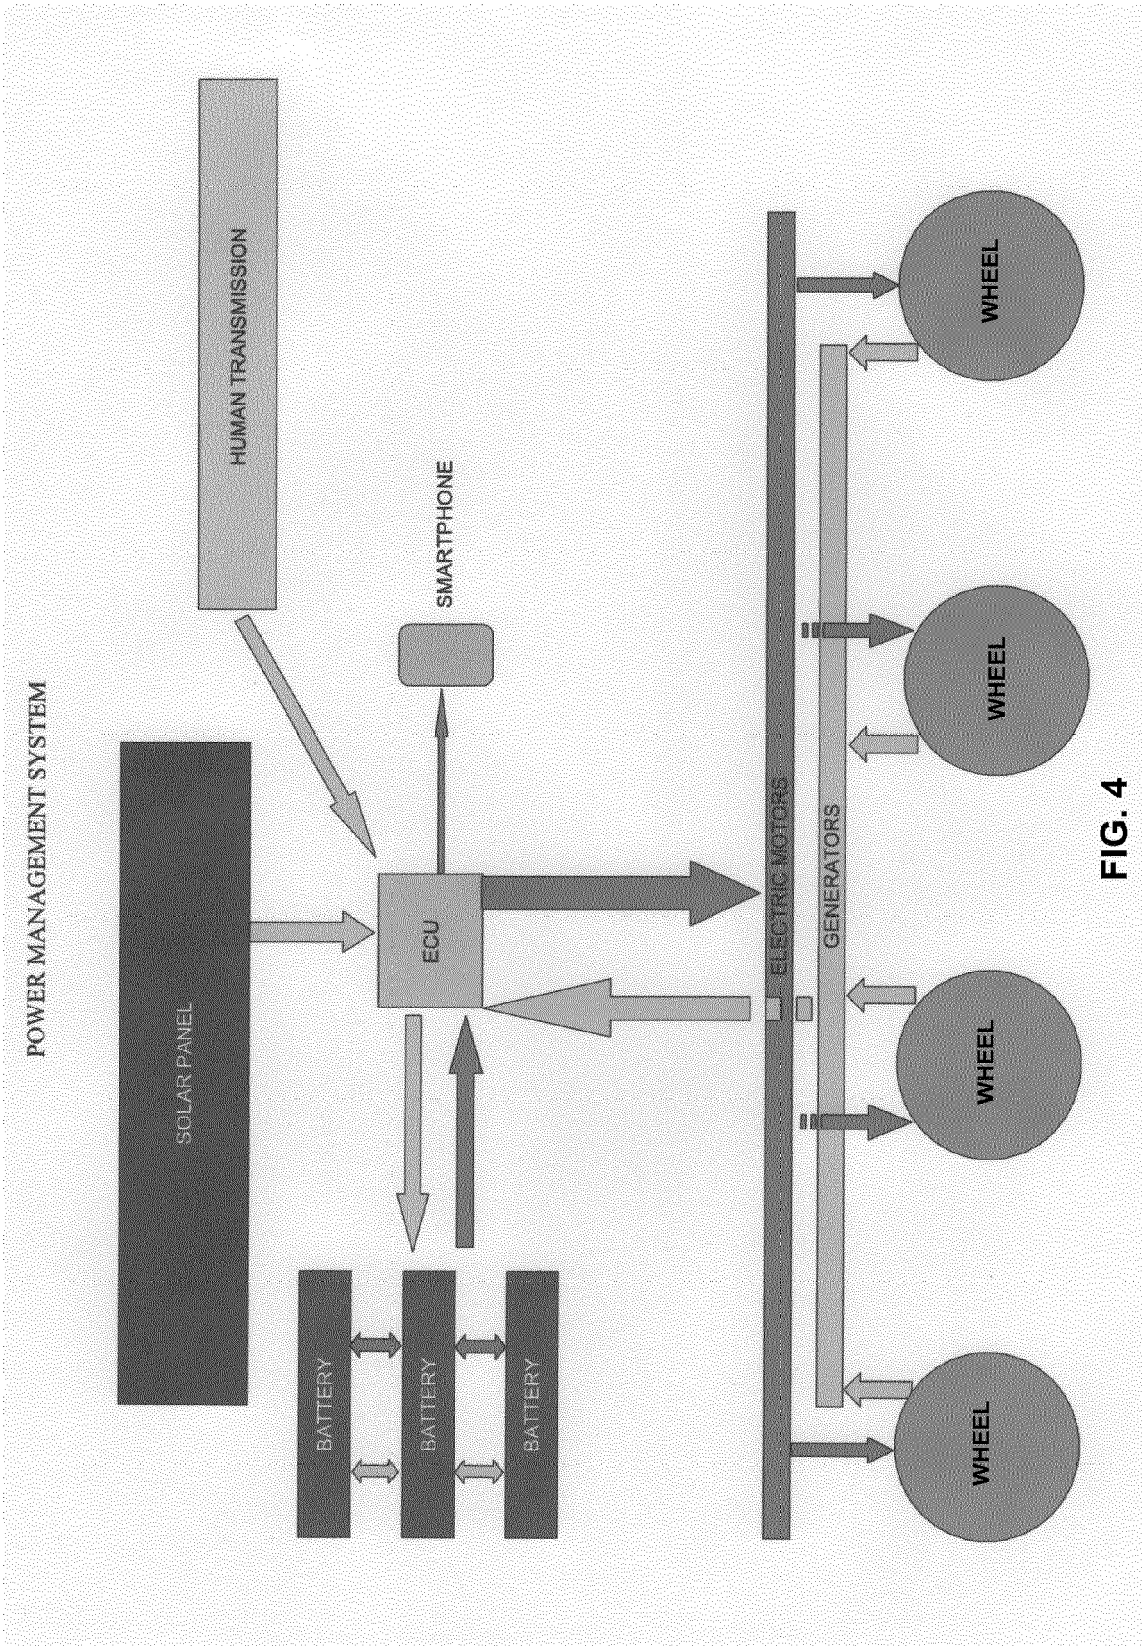 POWER MANAGEMENT SYSTEM
SOLAR PANEL
HUMAN TRANSMISSION
BATTERY
BATTERY
BATTERY
ECU
SMARTPHONE
ELECTRIC MOTORS
GENERATORS
WHEEL
WHEEL
WHEEL
WHEEL
FIG. 4